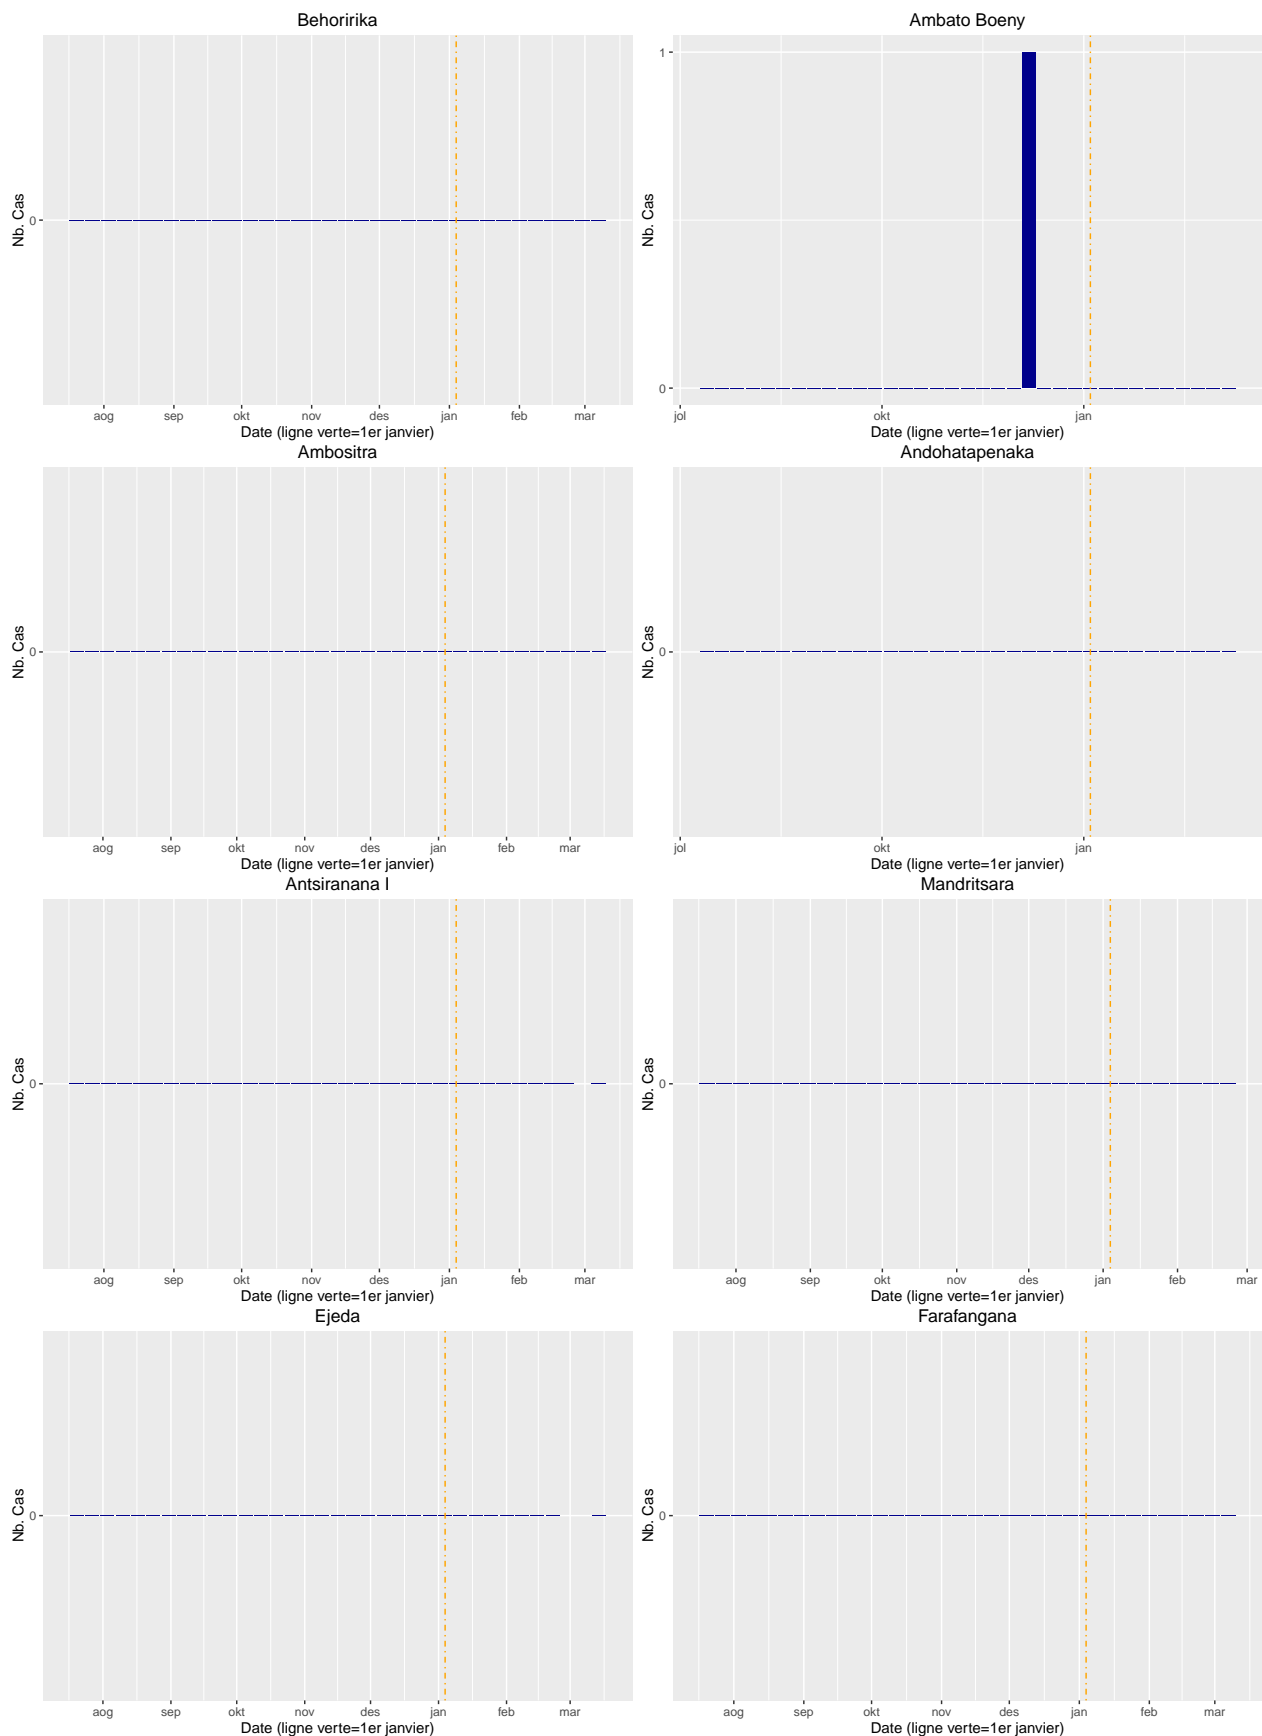 Behoririka
Nb. Cas
0
aog sep okt nov des jan feb mar
Date (ligne verte=1er janvier)
Ambato Boeny
Nb. Cas
1
0
jol okt jan
Date (ligne verte=1er janvier)
Ambositra
Nb. Cas
0
aog sep okt nov des jan feb mar
Date (ligne verte=1er janvier)
Andohatapenaka
Nb. Cas
0
jol okt jan
Date (ligne verte=1er janvier)
Antsiranana I
Nb. Cas
0
aog sep okt nov des jan feb mar
Date (ligne verte=1er janvier)
Mandritsara
Nb. Cas
0
aog sep okt nov des jan feb mar
Date (ligne verte=1er janvier)
Ejeda
Nb. Cas
0
aog sep okt nov des jan feb mar
Date (ligne verte=1er janvier)
Farafangana
Nb. Cas
0
aog sep okt nov des jan feb mar
Date (ligne verte=1er janvier)